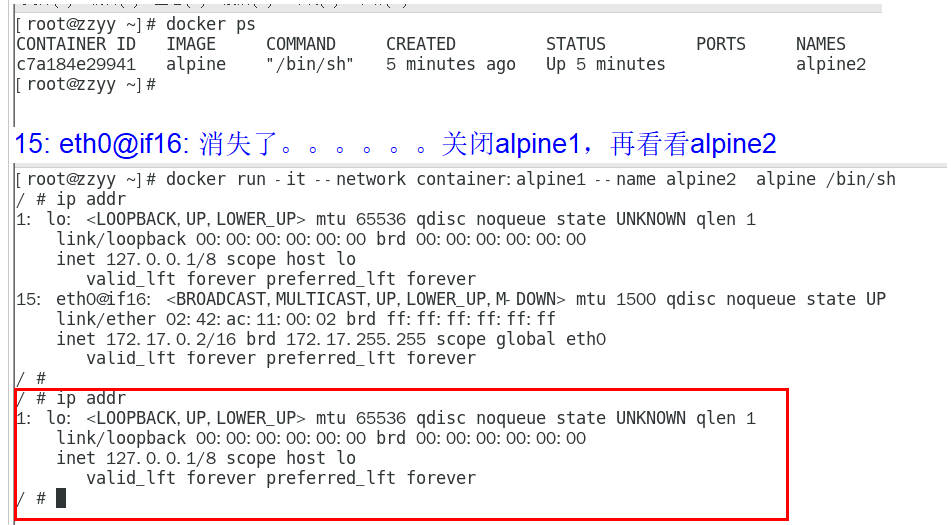 [root@zzyy ~]# docker ps
CONTAINER ID   IMAGE     COMMAND     CREATED         STATUS         PORTS     NAMES
c7a184e29941   alpine    "/bin/sh"   5 minutes ago   Up 5 minutes             alpine2
[root@zzyy ~]#
15: eth0@if16: 消失了。。。。。。关闭alpine1，再看看alpine2
[root@zzyy ~]# docker run -it --network container:alpine1 --name alpine2  alpine /bin/sh
/ # ip addr
1: lo: <LOOPBACK,UP,LOWER_UP> mtu 65536 qdisc noqueue state UNKNOWN qlen 1
    link/loopback 00:00:00:00:00:00 brd 00:00:00:00:00:00
    inet 127.0.0.1/8 scope host lo
       valid_lft forever preferred_lft forever
15: eth0@if16: <BROADCAST,MULTICAST,UP,LOWER_UP,M-DOWN> mtu 1500 qdisc noqueue state UP
    link/ether 02:42:ac:11:00:02 brd ff:ff:ff:ff:ff:ff
    inet 172.17.0.2/16 brd 172.17.255.255 scope global eth0
       valid_lft forever preferred_lft forever
/ #
/ # ip addr
1: lo: <LOOPBACK,UP,LOWER_UP> mtu 65536 qdisc noqueue state UNKNOWN qlen 1
    link/loopback 00:00:00:00:00:00 brd 00:00:00:00:00:00
    inet 127.0.0.1/8 scope host lo
       valid_lft forever preferred_lft forever
/ #